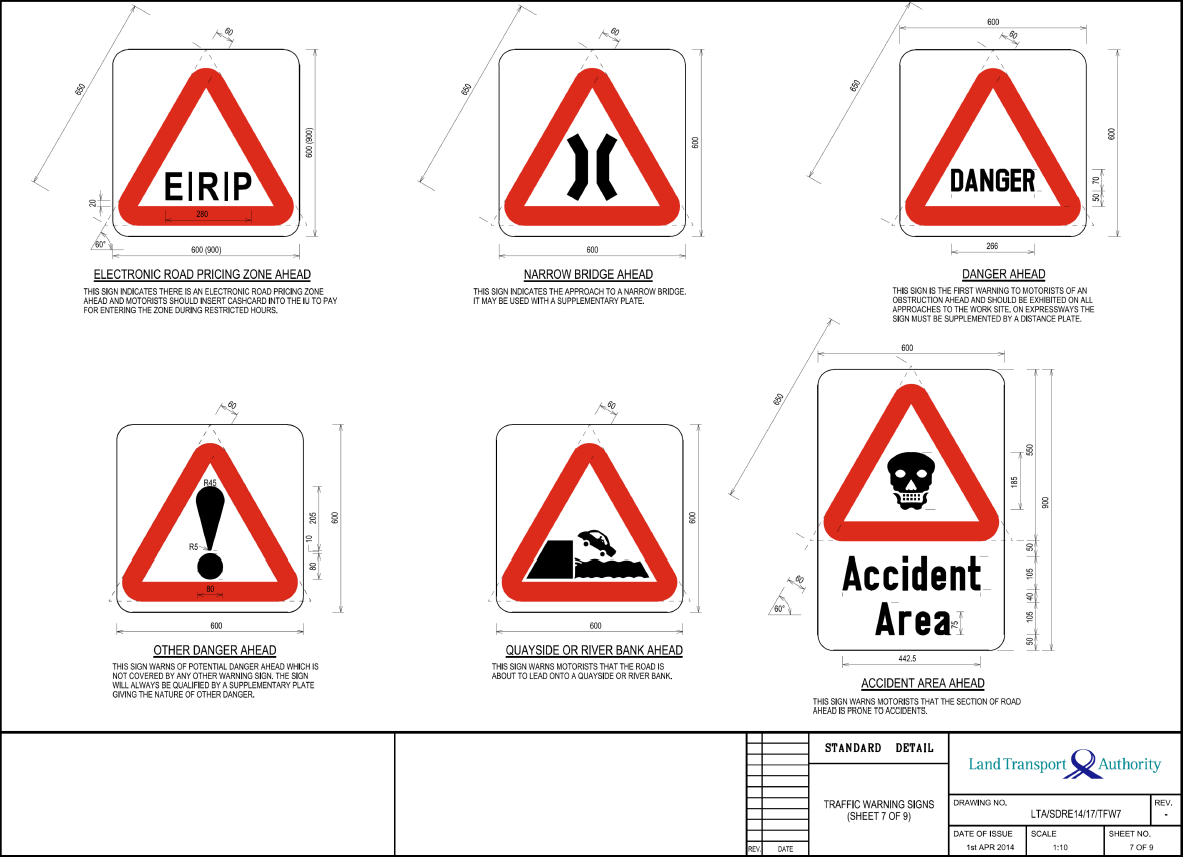 60
650
600 (900)
EIRIP
20
280
60°
600 (900)
ELECTRONIC ROAD PRICING ZONE AHEAD
THIS SIGN INDICATES THERE IS AN ELECTRONIC ROAD PRICING ZONE
AHEAD AND MOTORISTS SHOULD INSERT CASHCARD INTO THE IU TO PAY
FOR ENTERING THE ZONE DURING RESTRICTED HOURS.
60
650
600
600
NARROW BRIDGE AHEAD
THIS SIGN INDICATES THE APPROACH TO A NARROW BRIDGE.
IT MAY BE USED WITH A SUPPLEMENTARY PLATE.
600
60
650
600
DANGER
70
50
266
DANGER AHEAD
THIS SIGN IS THE FIRST WARNING TO MOTORISTS OF AN
OBSTRUCTION AHEAD AND SHOULD BE EXHIBITED ON ALL
APPROACHES TO THE WORK SITE. ON EXPRESSWAYS THE
SIGN MUST BE SUPPLEMENTED BY A DISTANCE PLATE.
60
R45
205
600
R5
10
80
80
600
OTHER DANGER AHEAD
THIS SIGN WARNS OF POTENTIAL DANGER AHEAD WHICH IS
NOT COVERED BY ANY OTHER WARNING SIGN. THE SIGN
WILL ALWAYS BE QUALIFIED BY A SUPPLEMENTARY PLATE
GIVING THE NATURE OF OTHER DANGER.
60
600
600
QUAYSIDE OR RIVER BANK AHEAD
THIS SIGN WARNS MOTORISTS THAT THE ROAD IS
ABOUT TO LEAD ONTO A QUAYSIDE OR RIVER BANK.
600
650
550
185
900
50
Accident
105
60
40
60°
Area
75
105
50
442.5
ACCIDENT AREA AHEAD
THIS SIGN WARNS MOTORISTS THAT THE SECTION OF ROAD
AHEAD IS PRONE TO ACCIDENTS.
REV.
DATE
STANDARD DETAIL
TRAFFIC WARNING SIGNS
(SHEET 7 OF 9)
Land Transport Authority
DRAWING NO.
LTA/SDRE14/17/TFW7
REV.
-
DATE OF ISSUE
1st APR 2014
SCALE
1:10
SHEET NO.
7 OF 9